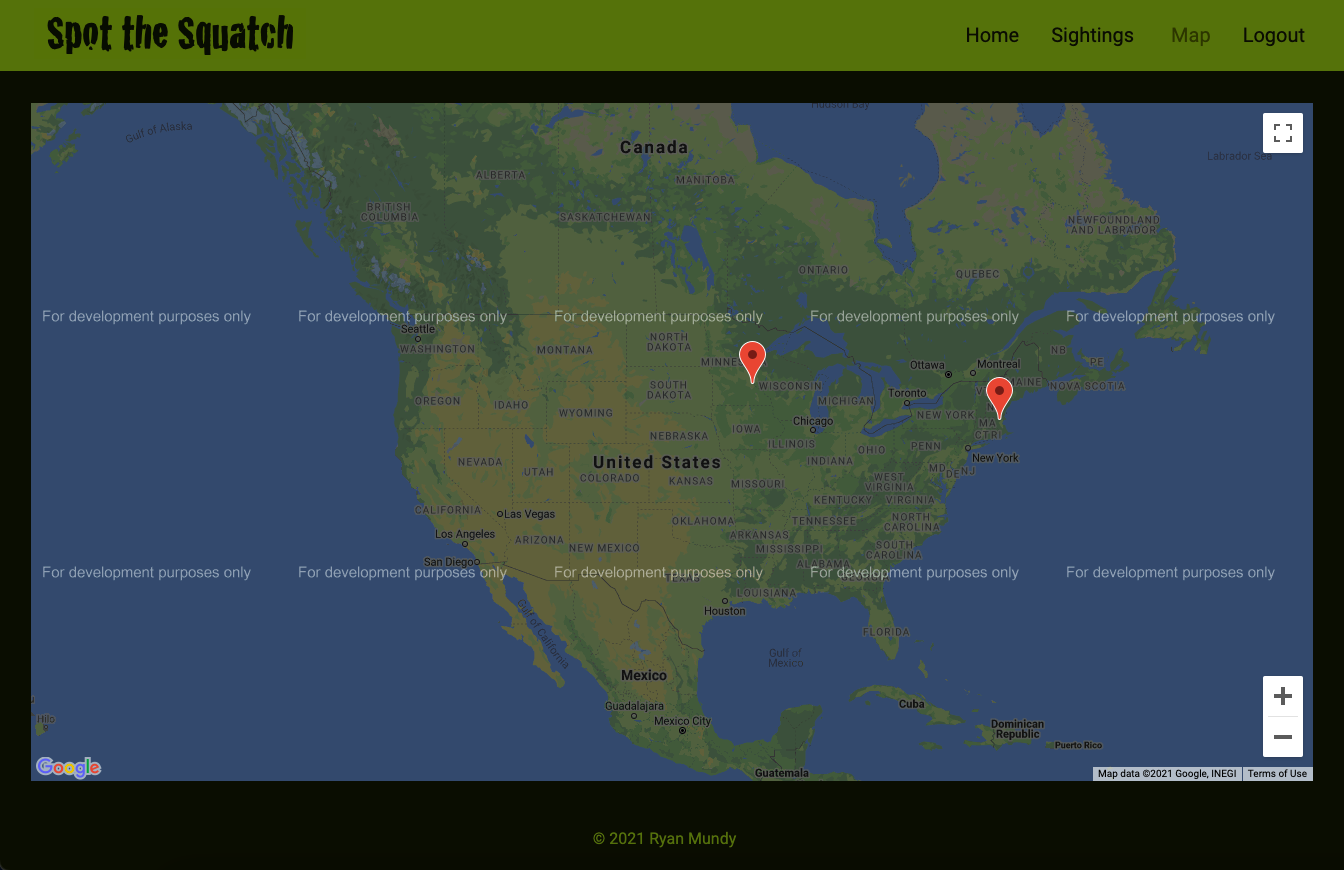 Spot the Squatch
Home
Sightings
Map
Logout
Hudson Bay
Gulf of Alaska
Canada
Labrador Sea
ALBERTA
MANITOBA
BRITISH
COLUMBIA
SASKATCHEWAN
NEWFOUNDLAND
AND LABRADOR
ONTARIO
QUEBEC
For development purposes only
For development purposes only
For development purposes only
For development purposes only
For development purposes only
Seattle
WASHINGTON
MONTANA
NORTH
DAKOTA
MINNE
NB
PE
Ottawa
Montreal
MAINE
NOVA SCOTIA
SOUTH
DAKOTA
WISCONSIN
OREGON
IDAHO
WYOMING
MICHIGAN
Toronto
NEW YORK
MA
CT RI
Chicago
IOWA
NEBRASKA
ILLINOIS
INDIANA
OHIO
PENN
New York
United States
NEVADA
UTAH
COLORADO
KANSAS
MISSOURI
MD
DE
NJ
WEST
VIRGINIA
KENTUCKY
VIRGINIA
CALIFORNIA
Las Vegas
OKLAHOMA
TENNESSEE
NORTH
CAROLINA
Los Angeles
ARIZONA
NEW MEXICO
ARKANSAS
MISSISSIPPI
SOUTH
CAROLINA
San Diego
ALABAMA
For development purposes only
For development purposes only
For development purposes only
For development purposes only
For development purposes only
TEXAS
LOUISIANA
Houston
Gulf of California
FLORIDA
Gulf of
Mexico
Mexico
Guadalajara
Mexico City
Cuba
Dominican
Republic
Puerto Rico
Hilo
Guatemala
Google
Map data ©2021 Google, INEGI
Terms of Use
© 2021 Ryan Mundy